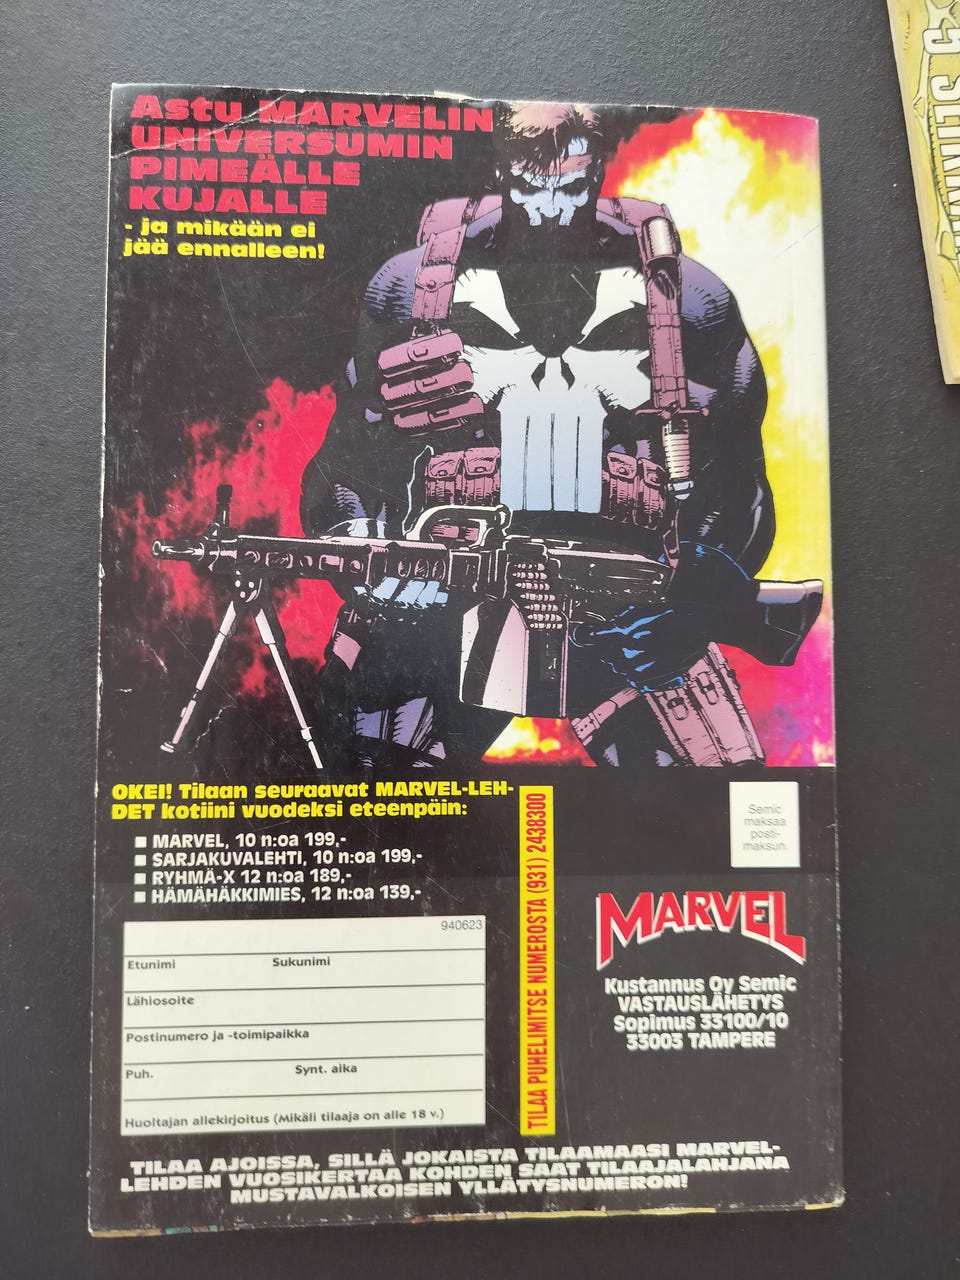 Astu MARVELIN
UNIVERSUMIN
PIMEÄLLE
KUJALLE
- ja mikään ei
jää ennalleen!
OKEI! Tilaan seuraavat MARVEL-LEH-
DET kotiini vuodeksi eteenpäin:
■ MARVEL, 10 n:oa 199,-
■ SARJAKUVALEHTI, 10 n:oa 199,-
■ RYHMÄ-X 12 n:oa 189,-
■ HÄMÄHÄKKIMIES, 12 n:oa 139,-
940623
Etunimi Sukunimi
Lähiosoite
Postinumero ja -toimipaikka
Puh. Synt. aika
Huoltajan allekirjoitus (Mikäli tilaaja on alle 18 v.)
TILAA PUHELIMITSE NUMEROSTA (931) 2438300
Semic
maksaa
posti-
maksun.
MARVEL
Kustannus Oy Semic
VASTAUSLÄHETYS
Sopimus 33100/10
33003 TAMPERE
TILAA AJOISSA, SILLÄ JOKAISTA TILAAMAASI MARVEL-
LEHDEN VUOSIKERTAA KOHDEN SAAT TILAAJALAHJANA
MUSTAVALKOISEN YLLÄTYSNUMERON!